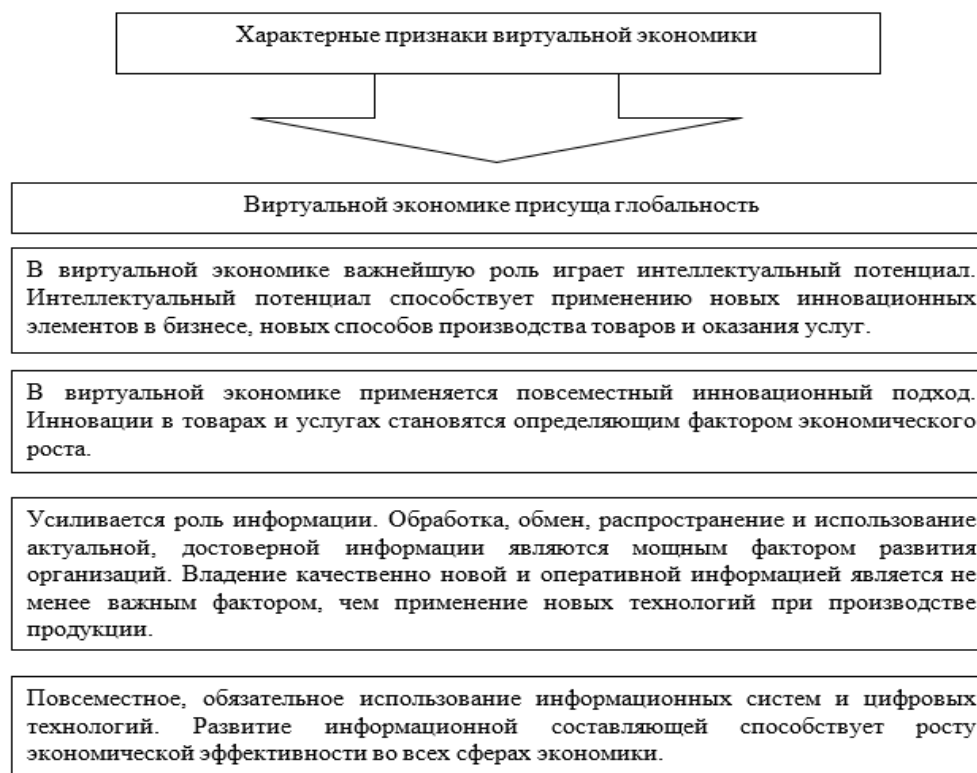 Характерные признаки виртуальной экономики
Виртуальной экономике присуща глобальность
В виртуальной экономике важнейшую роль играет интеллектуальный потенциал.
Интеллектуальный потенциал способствует применению новых инновационных
элементов в бизнесе, новых способов производства товаров и оказания услуг.
В виртуальной экономике применяется повсеместный инновационный подход.
Инновации в товарах и услугах становятся определяющим фактором экономического
роста.
Усиливается роль информации. Обработка, обмен, распространение и использование
актуальной, достоверной информации являются мощным фактором развития
организаций. Владение качественно новой и оперативной информацией является не
менее важным фактором, чем применение новых технологий при производстве
продукции.
Повсеместное, обязательное использование информационных систем и цифровых
технологий. Развитие информационной составляющей способствует росту
экономической эффективности во всех сферах экономики.